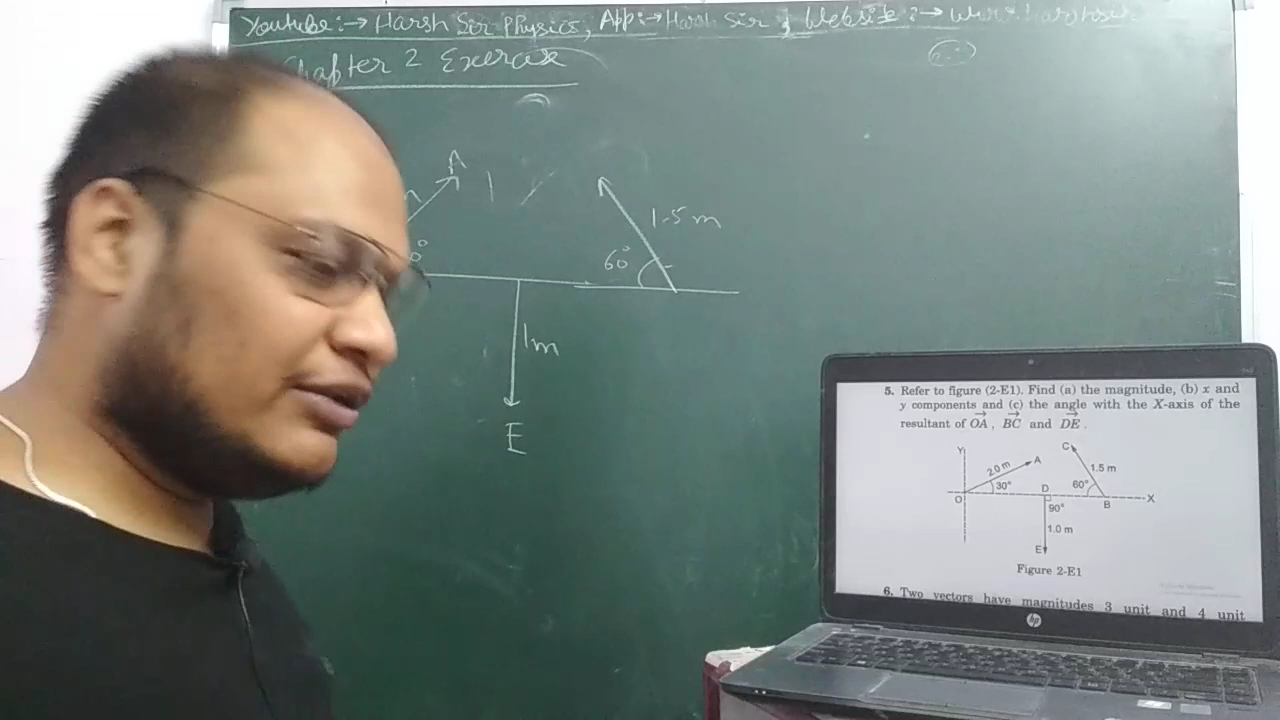 Youtube:→ Harsh Sir Physics, App:→ Harsh Sir, Website:→ www.
Chapter 2 Exercise
A
60°
1.5 m
1m
E
5. Refer to figure (2-E1). Find (a) the magnitude, (b) x and
y components and (c) the angle with the X-axis of the
resultant of OA, BC and DE.
Y
C
2.0 m
A
1.5 m
30°
D
60°
O
90°
B
X
1.0 m
E
Figure 2-E1
6. Two vectors have magnitudes 3 unit and 4 unit
hp